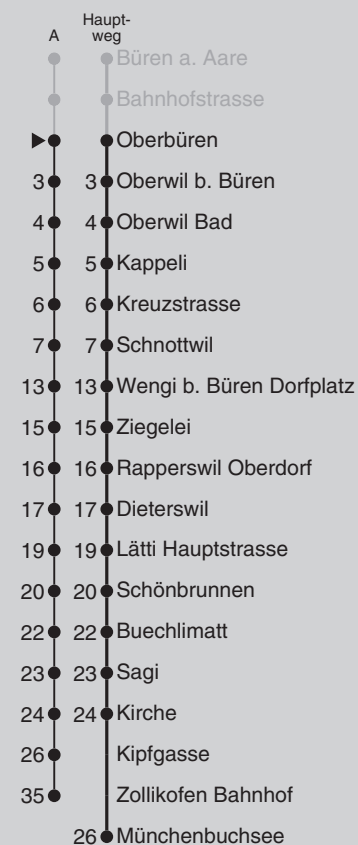 A Haupt-
weg
Büren a. Aare
Bahnhofstrasse
Oberbüren
3 3 Oberwil b. Büren
4 4 Oberwil Bad
5 5 Kappeli
6 6 Kreuzstrasse
7 7 Schnottwil
13 13 Wengi b. Büren Dorfplatz
15 15 Ziegelei
16 16 Rapperswil Oberdorf
17 17 Dieterswil
19 19 Lätti Hauptstrasse
20 20 Schönbrunnen
22 22 Buechlimatt
23 23 Sagi
24 24 Kirche
26 Kipfgasse
35 Zollikofen Bahnhof
26 Münchenbuchsee